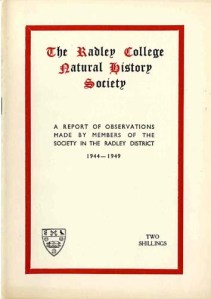 The Radley College
Natural History
Society
A REPORT OF OBSERVATIONS
MADE BY MEMBERS OF THE
SOCIETY IN THE RADLEY DISTRICT
1944—1949
TWO
SHILLINGS